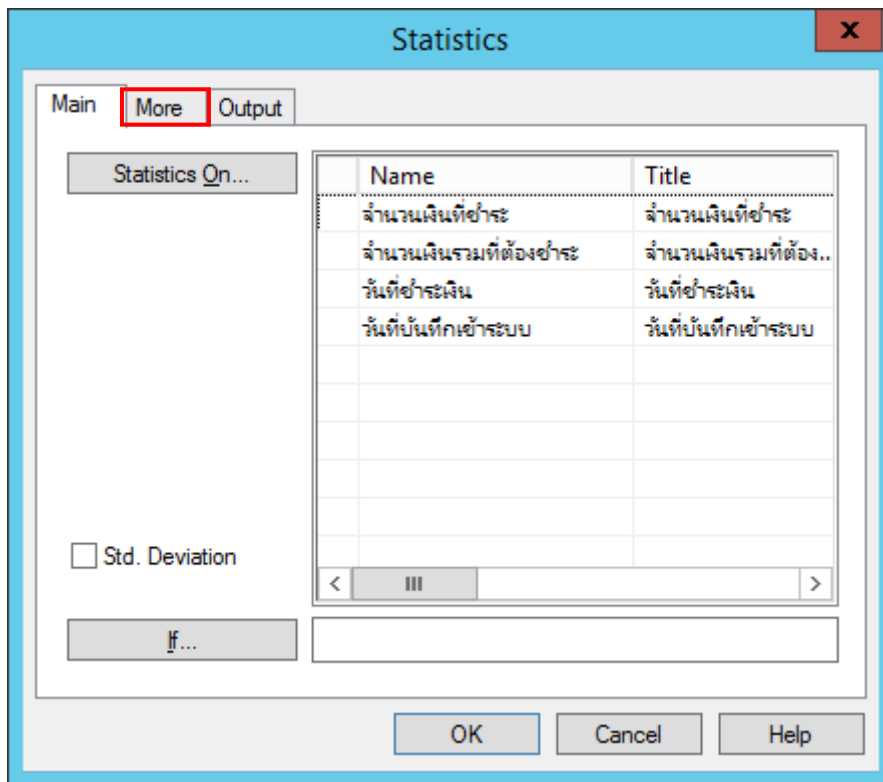 Statistics
x
Main More Output
Statistics On... Name Title
จำนวนเงินที่ชำระ จำนวนเงินที่ชำระ
จำนวนเงินรวมที่ต้องชำระ จำนวนเงินรวมที่ต้อง..
วันที่ชำระเงิน วันที่ชำระเงิน
วันที่บันทึกเข้าระบบ วันที่บันทึกเข้าระบบ
Std. Deviation
If...
OK Cancel Help